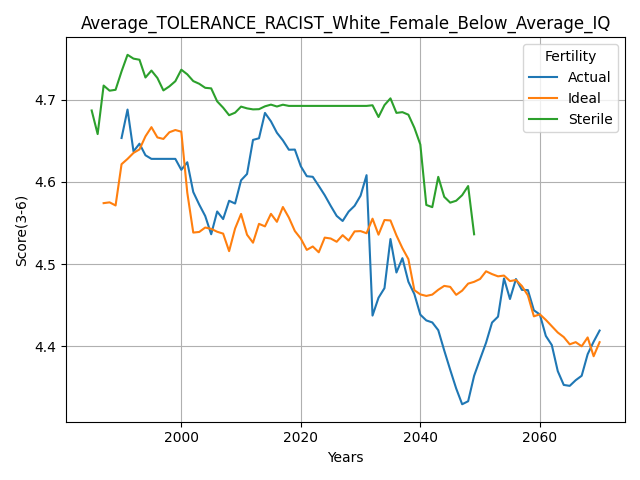 Average_TOLERANCE_RACIST_White_Female_Below_Average_IQ
Fertility
Actual
Ideal
Sterile
Score(3-6)
4.7
4.6
4.5
4.4
2000
2020
2040
2060
Years